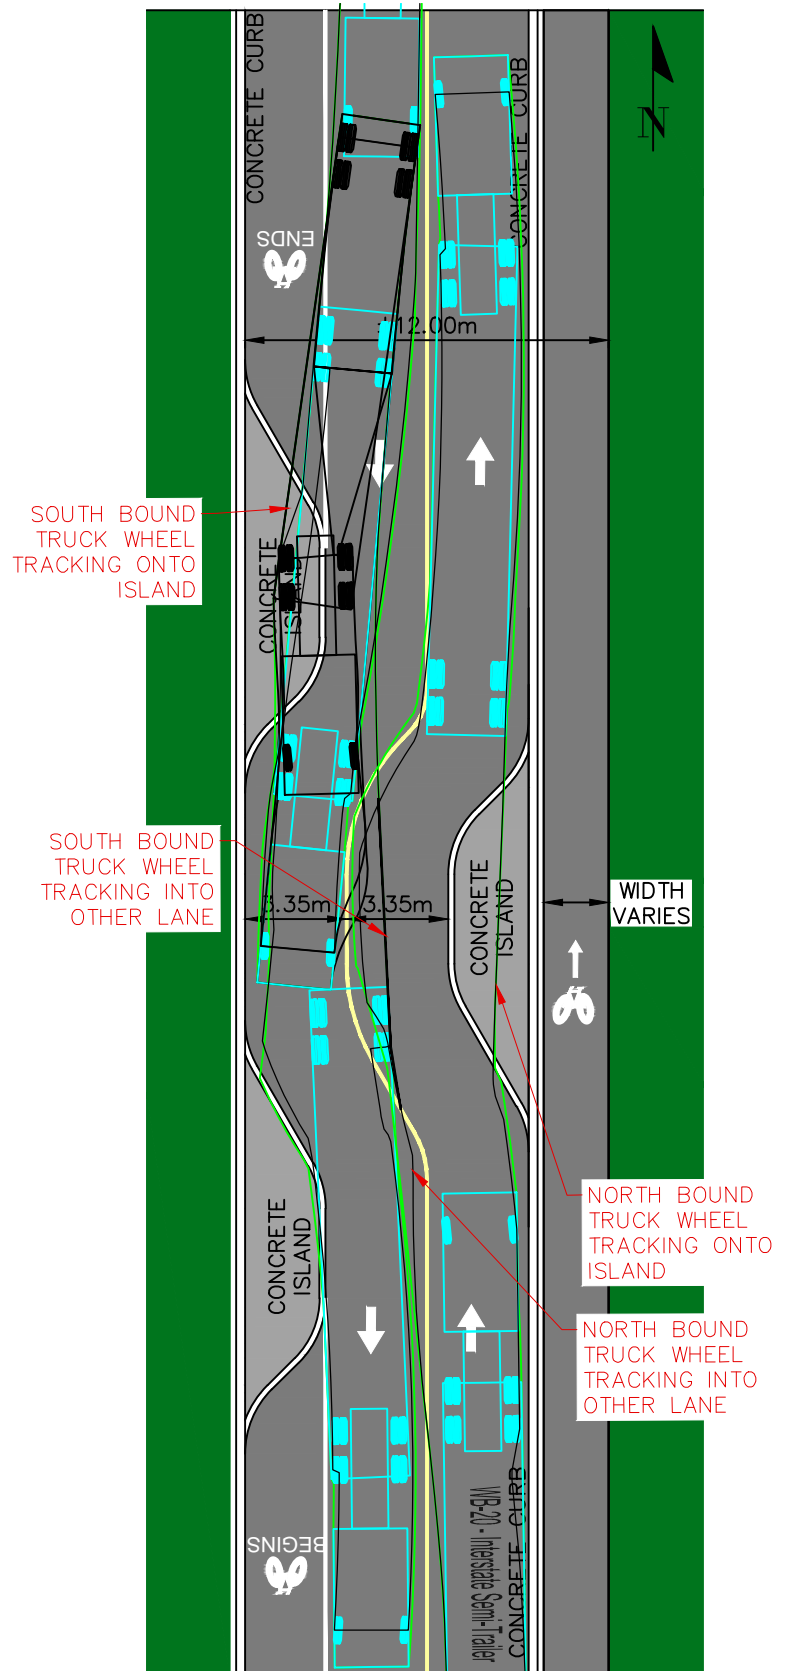 CONCRETE CURB
CONCRETE CURB
N
ENDS
±12.00m
SOUTH BOUND
TRUCK WHEEL
TRACKING ONTO
ISLAND
CONCRETE
ISLAND
SOUTH BOUND
TRUCK WHEEL
TRACKING INTO
OTHER LANE
3.35m
3.35m
CONCRETE
ISLAND
WIDTH
VARIES
NORTH BOUND
TRUCK WHEEL
TRACKING ONTO
ISLAND
CONCRETE
ISLAND
NORTH BOUND
TRUCK WHEEL
TRACKING INTO
OTHER LANE
BEGINS
WB-20 - Interstate Semi-Trailer
CONCRETE CURB